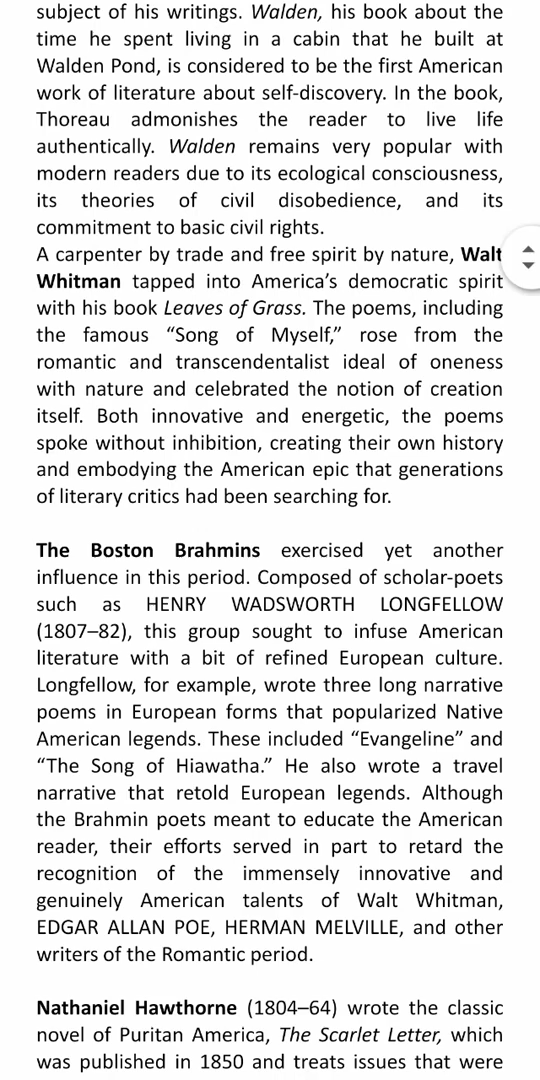 subject of his writings. Walden, his book about the
time he spent living in a cabin that he built at
Walden Pond, is considered to be the first American
work of literature about self-discovery. In the book,
Thoreau admonishes the reader to live life
authentically. Walden remains very popular with
modern readers due to its ecological consciousness,
its theories of civil disobedience, and its
commitment to basic civil rights.
A carpenter by trade and free spirit by nature, Walt
Whitman tapped into America’s democratic spirit
with his book Leaves of Grass. The poems, including
the famous “Song of Myself,” rose from the
romantic and transcendentalist ideal of oneness
with nature and celebrated the notion of creation
itself. Both innovative and energetic, the poems
spoke without inhibition, creating their own history
and embodying the American epic that generations
of literary critics had been searching for.
The Boston Brahmins exercised yet another
influence in this period. Composed of scholar-poets
such as HENRY WADSWORTH LONGFELLOW
(1807–82), this group sought to infuse American
literature with a bit of refined European culture.
Longfellow, for example, wrote three long narrative
poems in European forms that popularized Native
American legends. These included “Evangeline” and
“The Song of Hiawatha.” He also wrote a travel
narrative that retold European legends. Although
the Brahmin poets meant to educate the American
reader, their efforts served in part to retard the
recognition of the immensely innovative and
genuinely American talents of Walt Whitman,
EDGAR ALLAN POE, HERMAN MELVILLE, and other
writers of the Romantic period.
Nathaniel Hawthorne (1804–64) wrote the classic
novel of Puritan America, The Scarlet Letter, which
was published in 1850 and treats issues that were